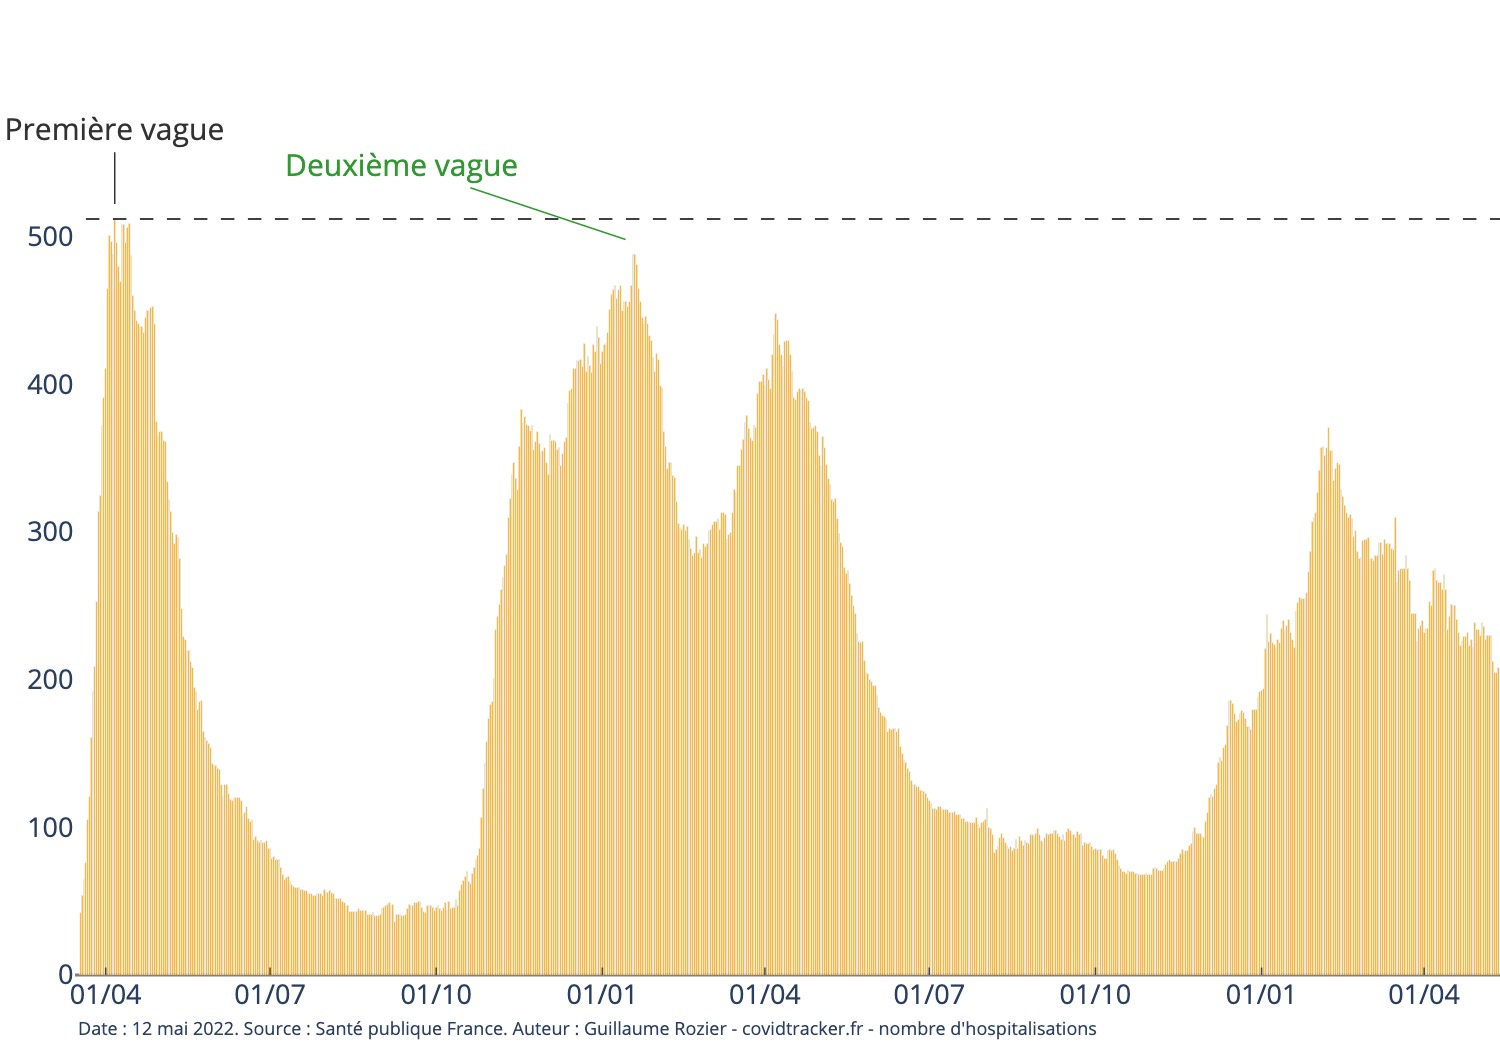 Première vague
Deuxième vague
500
400
300
200
100
0
01/04 01/07 01/10 01/01 01/04 01/07 01/10 01/01 01/04
Date : 12 mai 2022. Source : Santé publique France. Auteur : Guillaume Rozier - covidtracker.fr - nombre d'hospitalisations